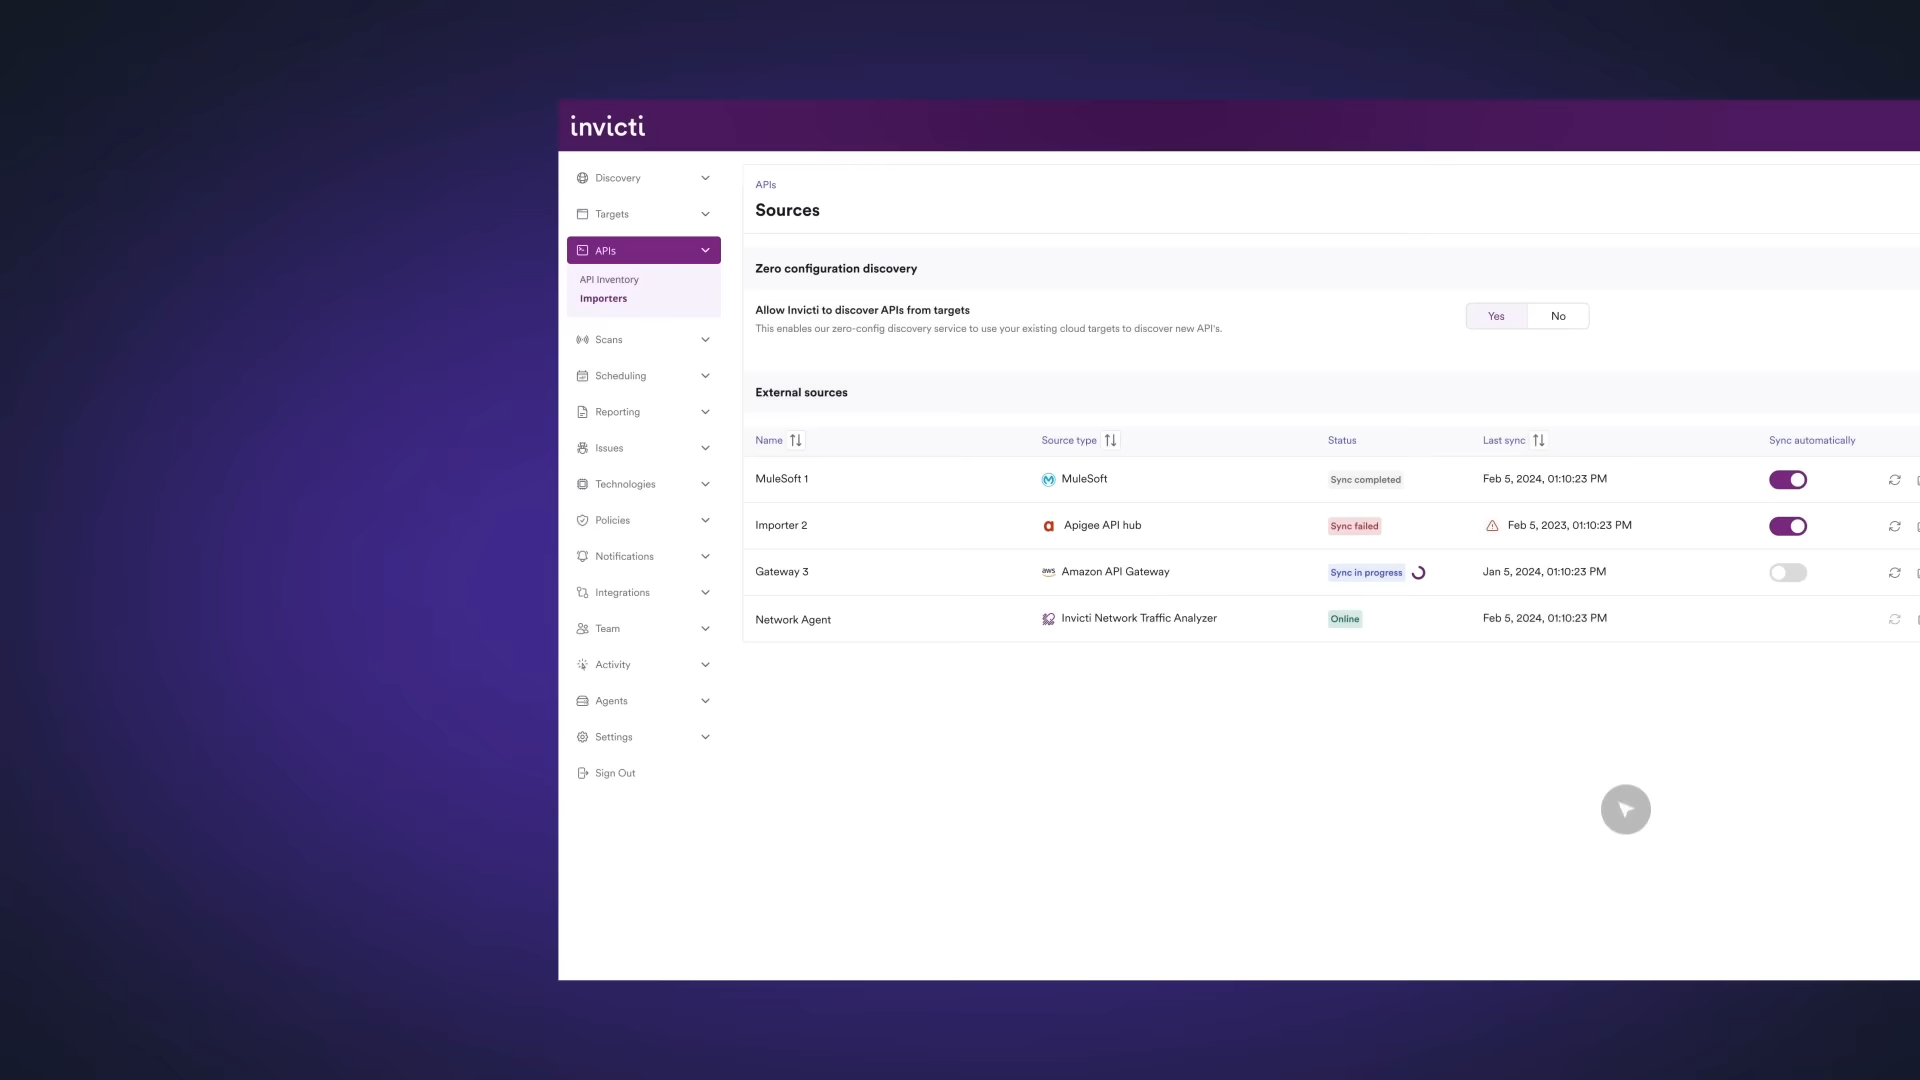 invicti
Discovery
Targets
APIs
API Inventory
Importers
Scans
Scheduling
Reporting
Issues
Technologies
Policies
Notifications
Integrations
Team
Activity
Agents
Settings
Sign Out
APIs
Sources
Zero configuration discovery
Allow Invicti to discover APIs from targets
This enables our zero-config discovery service to use your existing cloud targets to discover new API's.
Yes No
External sources
Name Source type Status Last sync Sync automatically
MuleSoft 1 MuleSoft Sync completed Feb 5, 2024, 01:10:23 PM
Importer 2 Apigee API hub Sync failed Feb 5, 2023, 01:10:23 PM
Gateway 3 aws Amazon API Gateway Sync in progress Jan 5, 2024, 01:10:23 PM
Network Agent Invicti Network Traffic Analyzer Online Feb 5, 2024, 01:10:23 PM